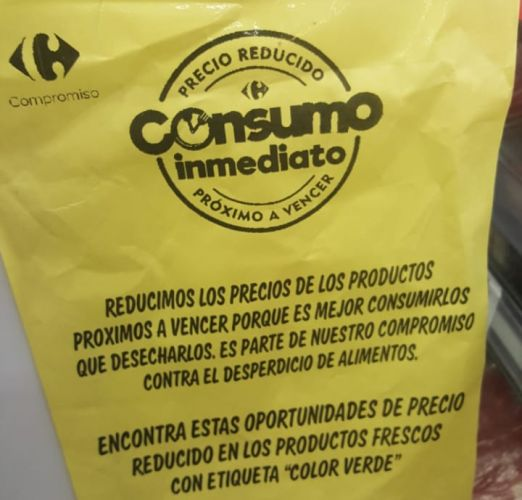 Compromiso
PRECIO REDUCIDO
Consumo
inmediato
PRÓXIMO A VENCER
REDUCIMOS LOS PRECIOS DE LOS PRODUCTOS
PROXIMOS A VENCER PORQUE ES MEJOR CONSUMIRLOS
QUE DESECHARLOS. ES PARTE DE NUESTRO COMPROMISO
CONTRA EL DESPERDICIO DE ALIMENTOS.
ENCONTRA ESTAS OPORTUNIDADES DE PRECIO
REDUCIDO EN LOS PRODUCTOS FRESCOS
CON ETIQUETA “COLOR VERDE”